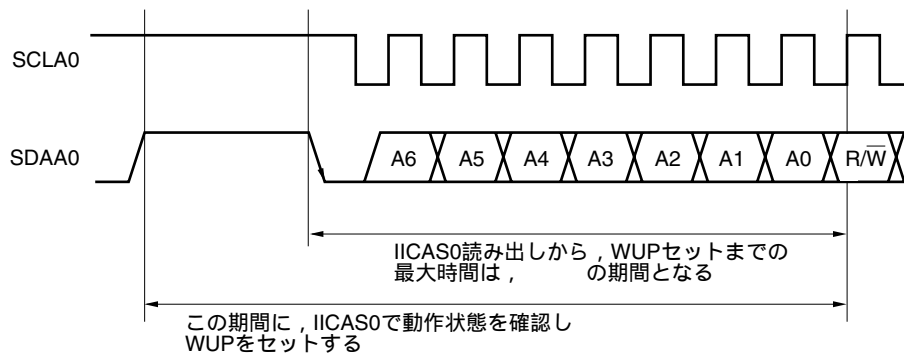 SCLA0
SDAA0
A6 A5 A4 A3 A2 A1 A0 R/W
IICAS0読み出しから，WUPセットまでの
最大時間は， の期間となる
この期間に，IICAS0で動作状態を確認し
WUPをセットする